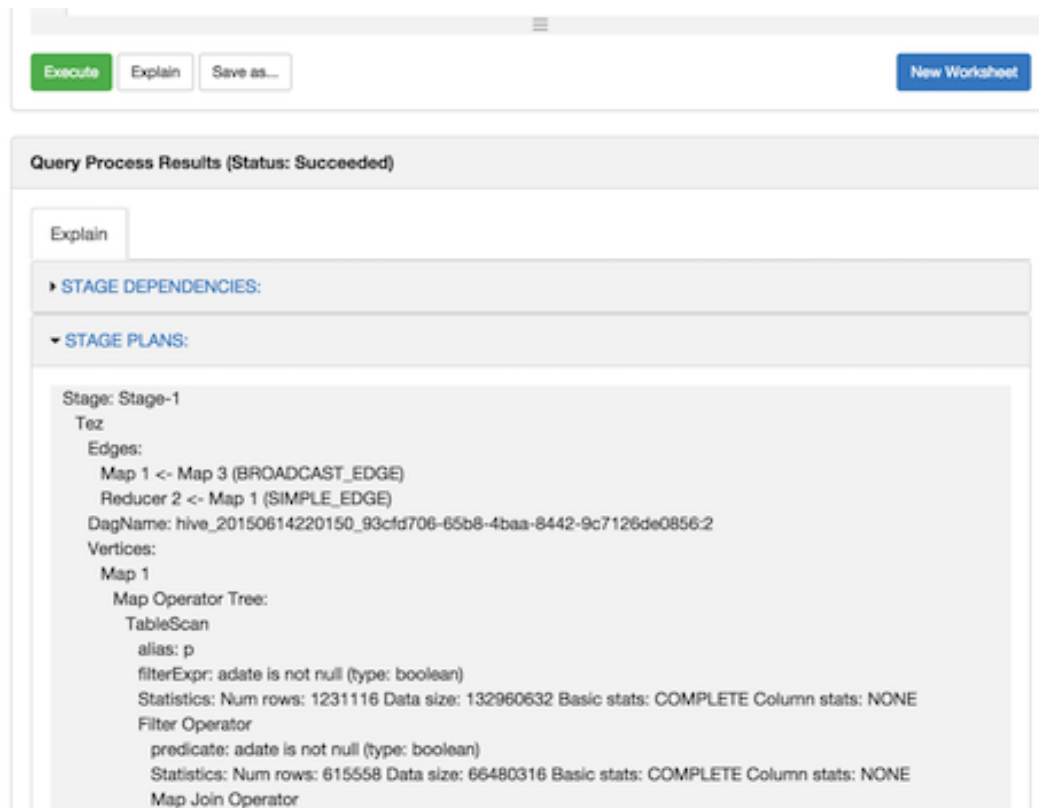 Execute Explain Save as... New Worksheet
Query Process Results (Status: Succeeded)
Explain
STAGE DEPENDENCIES:
STAGE PLANS:
Stage: Stage-1
Tez
Edges:
Map 1 <- Map 3 (BROADCAST_EDGE)
Reducer 2 <- Map 1 (SIMPLE_EDGE)
DagName: hive_20150614220150_93cfd706-65b8-4baa-8442-9c7126de0856:2
Vertices:
Map 1
Map Operator Tree:
TableScan
alias: p
filterExpr: adate is not null (type: boolean)
Statistics: Num rows: 1231116 Data size: 132960632 Basic stats: COMPLETE Column stats: NONE
Filter Operator
predicate: adate is not null (type: boolean)
Statistics: Num rows: 615558 Data size: 66480316 Basic stats: COMPLETE Column stats: NONE
Map Join Operator